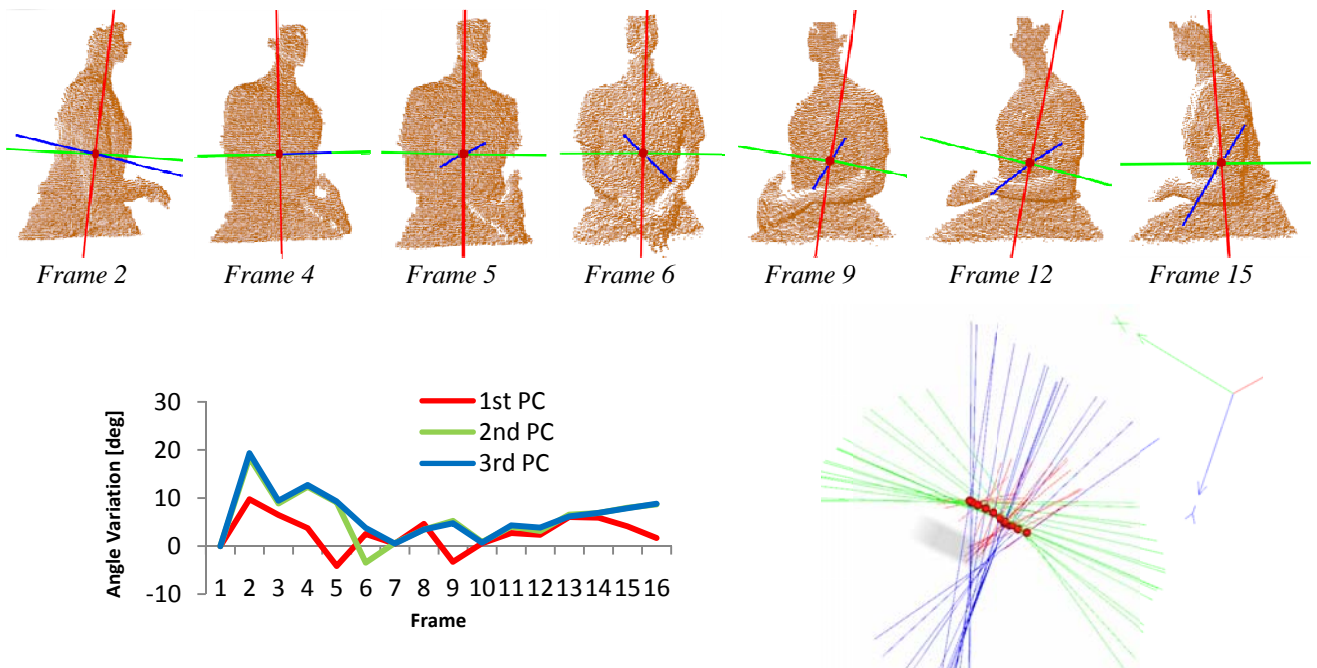 Frame 2 Frame 4 Frame 5 Frame 6 Frame 9 Frame 12 Frame 15
Angle Variation [deg]
30
20
10
0
-10
1 2 3 4 5 6 7 8 9 10 11 12 13 14 15 16
Frame
1st PC
2nd PC
3rd PC
X
Y